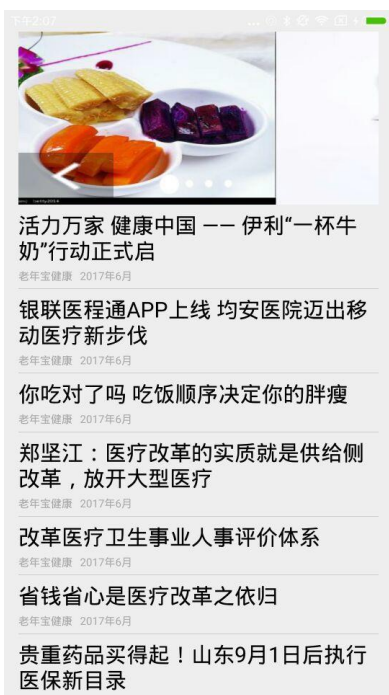 下午2:07
活力万家 健康中国 —— 伊利“一杯牛
奶”行动正式启
老年宝健康 2017年6月
银联医程通APP上线 均安医院迈出移
动医疗新步伐
老年宝健康 2017年6月
你吃对了吗 吃饭顺序决定你的胖瘦
老年宝健康 2017年6月
郑坚江：医疗改革的实质就是供给侧
改革，放开大型医疗
老年宝健康 2017年6月
改革医疗卫生事业人事评价体系
老年宝健康 2017年6月
省钱省心是医疗改革之依归
老年宝健康 2017年6月
贵重药品买得起！山东9月1日后执行
医保新目录